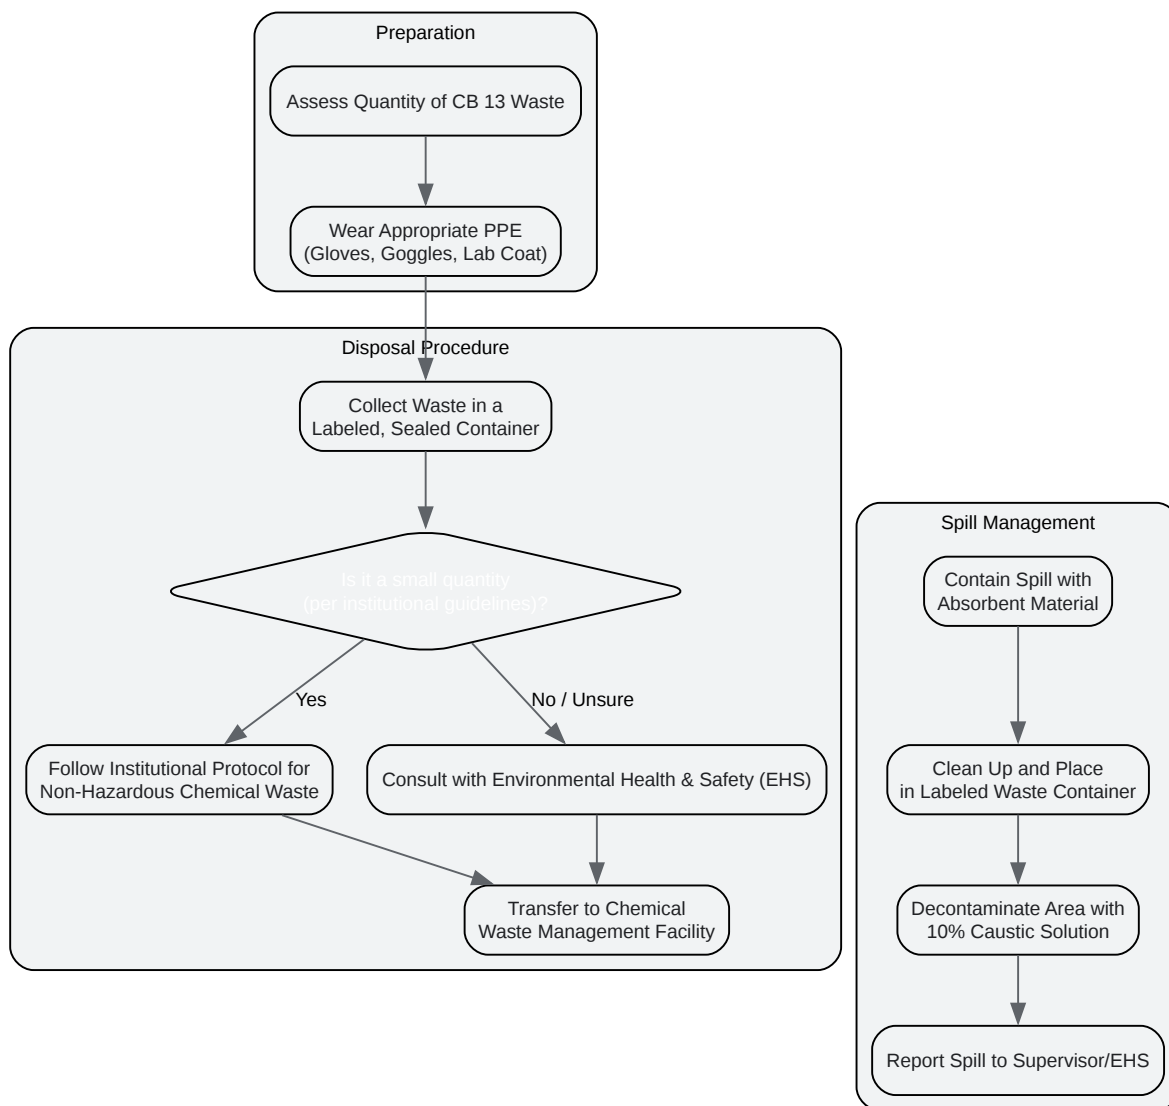 Preparation
Assess Quantity of CB 13 Waste
Wear Appropriate PPE
(Gloves, Goggles, Lab Coat)
Disposal Procedure
Collect Waste in a
Labeled, Sealed Container
Is it a small quantity
(per institutional guidelines)?
Yes
No / Unsure
Follow Institutional Protocol for
Non-Hazardous Chemical Waste
Consult with Environmental Health & Safety (EHS)
Transfer to Chemical
Waste Management Facility
Spill Management
Contain Spill with
Absorbent Material
Clean Up and Place
in Labeled Waste Container
Decontaminate Area with
10% Caustic Solution
Report Spill to Supervisor/EHS